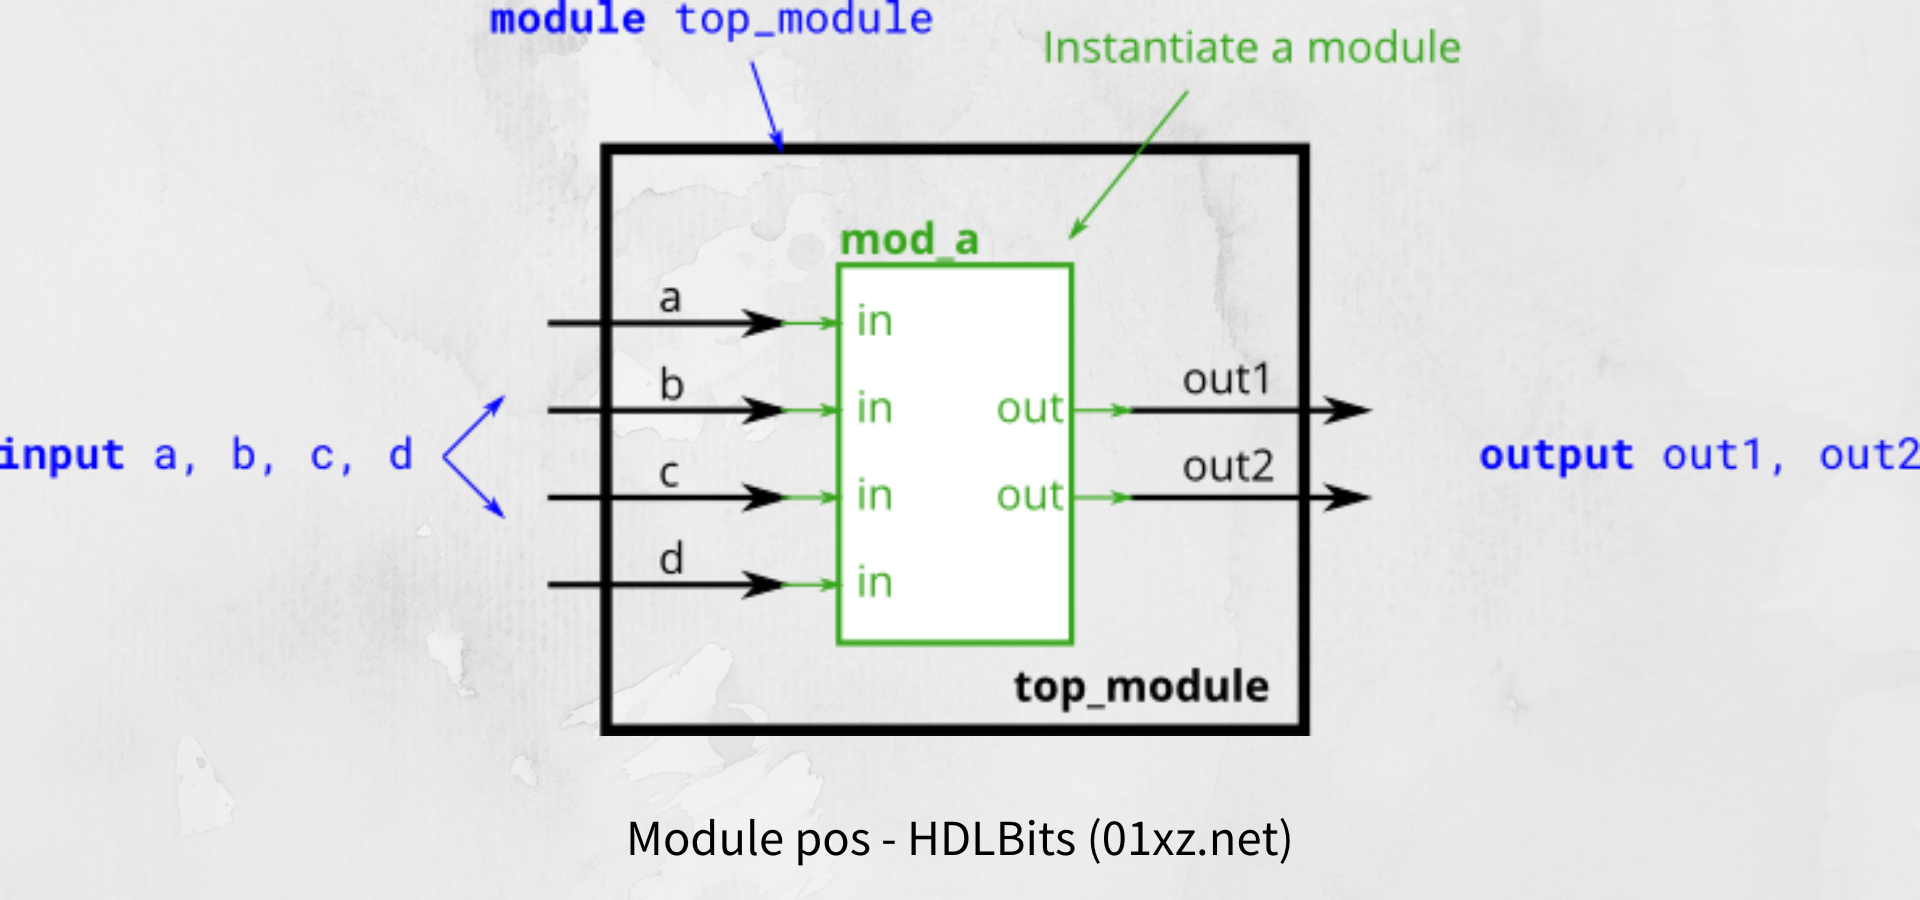 module top_module
Instantiate a module
mod_a
a
in
b
in
out
out1
input a, b, c, d
output out1, out2
c
in
out
out2
d
in
top_module
Module pos - HDLBits (01xz.net)